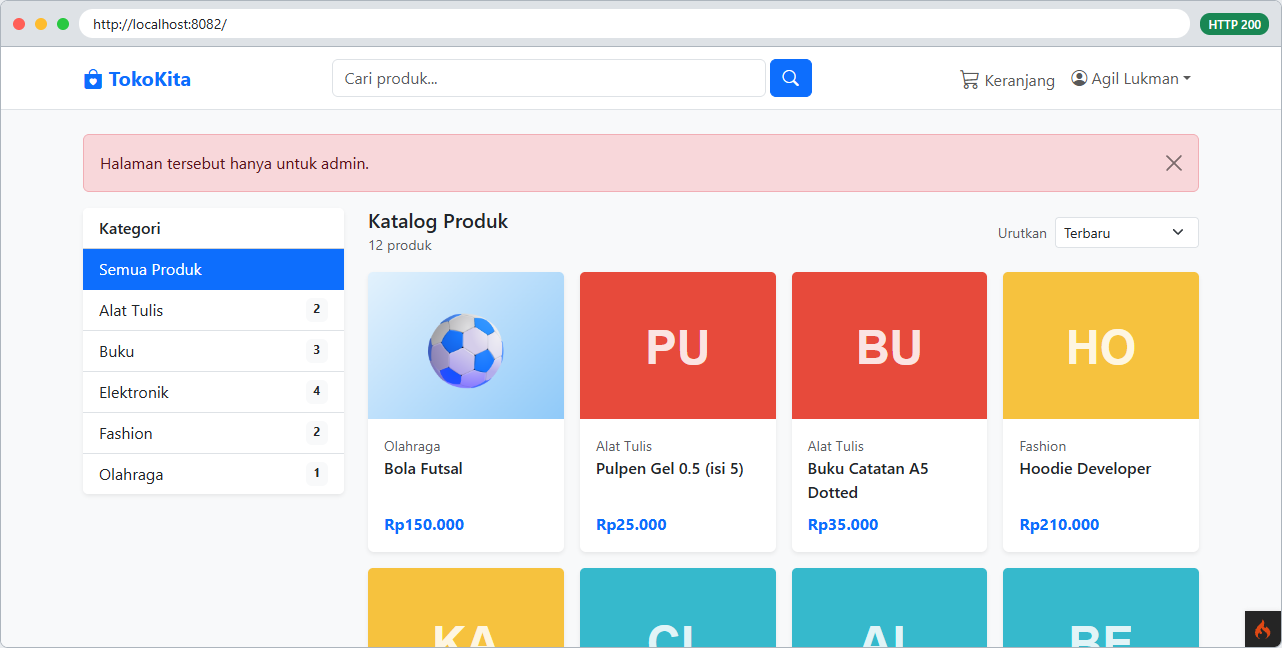 http://localhost:8082/
HTTP 200
TokoKita
Cari produk...
Keranjang
Agil Lukman
Halaman tersebut hanya untuk admin.
Kategori
Semua Produk
Alat Tulis 2
Buku 3
Elektronik 4
Fashion 2
Olahraga 1
Katalog Produk
12 produk
Urutkan
Terbaru
Olahraga
Bola Futsal
Rp150.000
PU
Alat Tulis
Pulpen Gel 0.5 (isi 5)
Rp25.000
BU
Alat Tulis
Buku Catatan A5
Dotted
Rp35.000
HO
Fashion
Hoodie Developer
Rp210.000
KA
BE